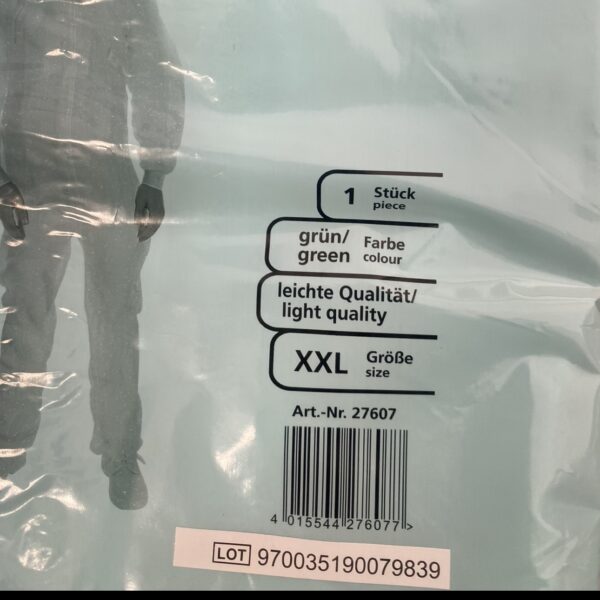 1 Stück
piece
grün/ Farbe
green colour
leichte Qualität/
light quality
XXL Größe
size
Art.-Nr. 27607
4 015544 276077 >
LOT 970035190079839